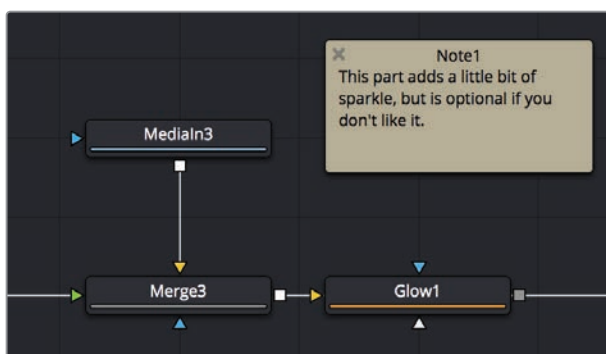 Note1
This part adds a little bit of
sparkle, but is optional if you
don't like it.
MediaIn3
Merge3
Glow1